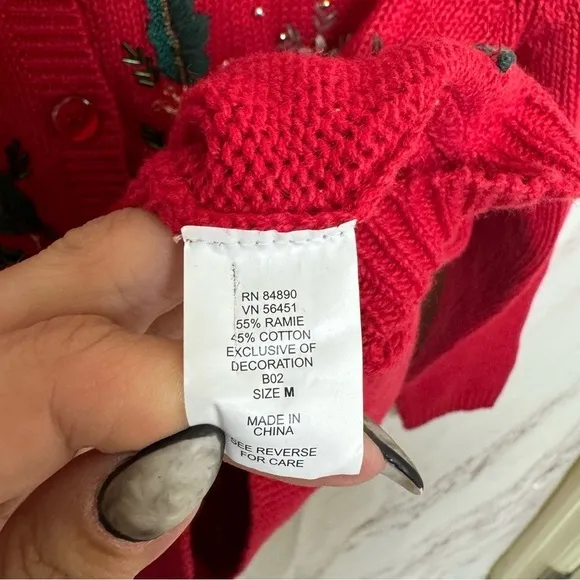 RN 84890
VN 56451
55% RAMIE
45% COTTON
EXCLUSIVE OF
DECORATION
B02
SIZE M
MADE IN
CHINA
SEE REVERSE
FOR CARE